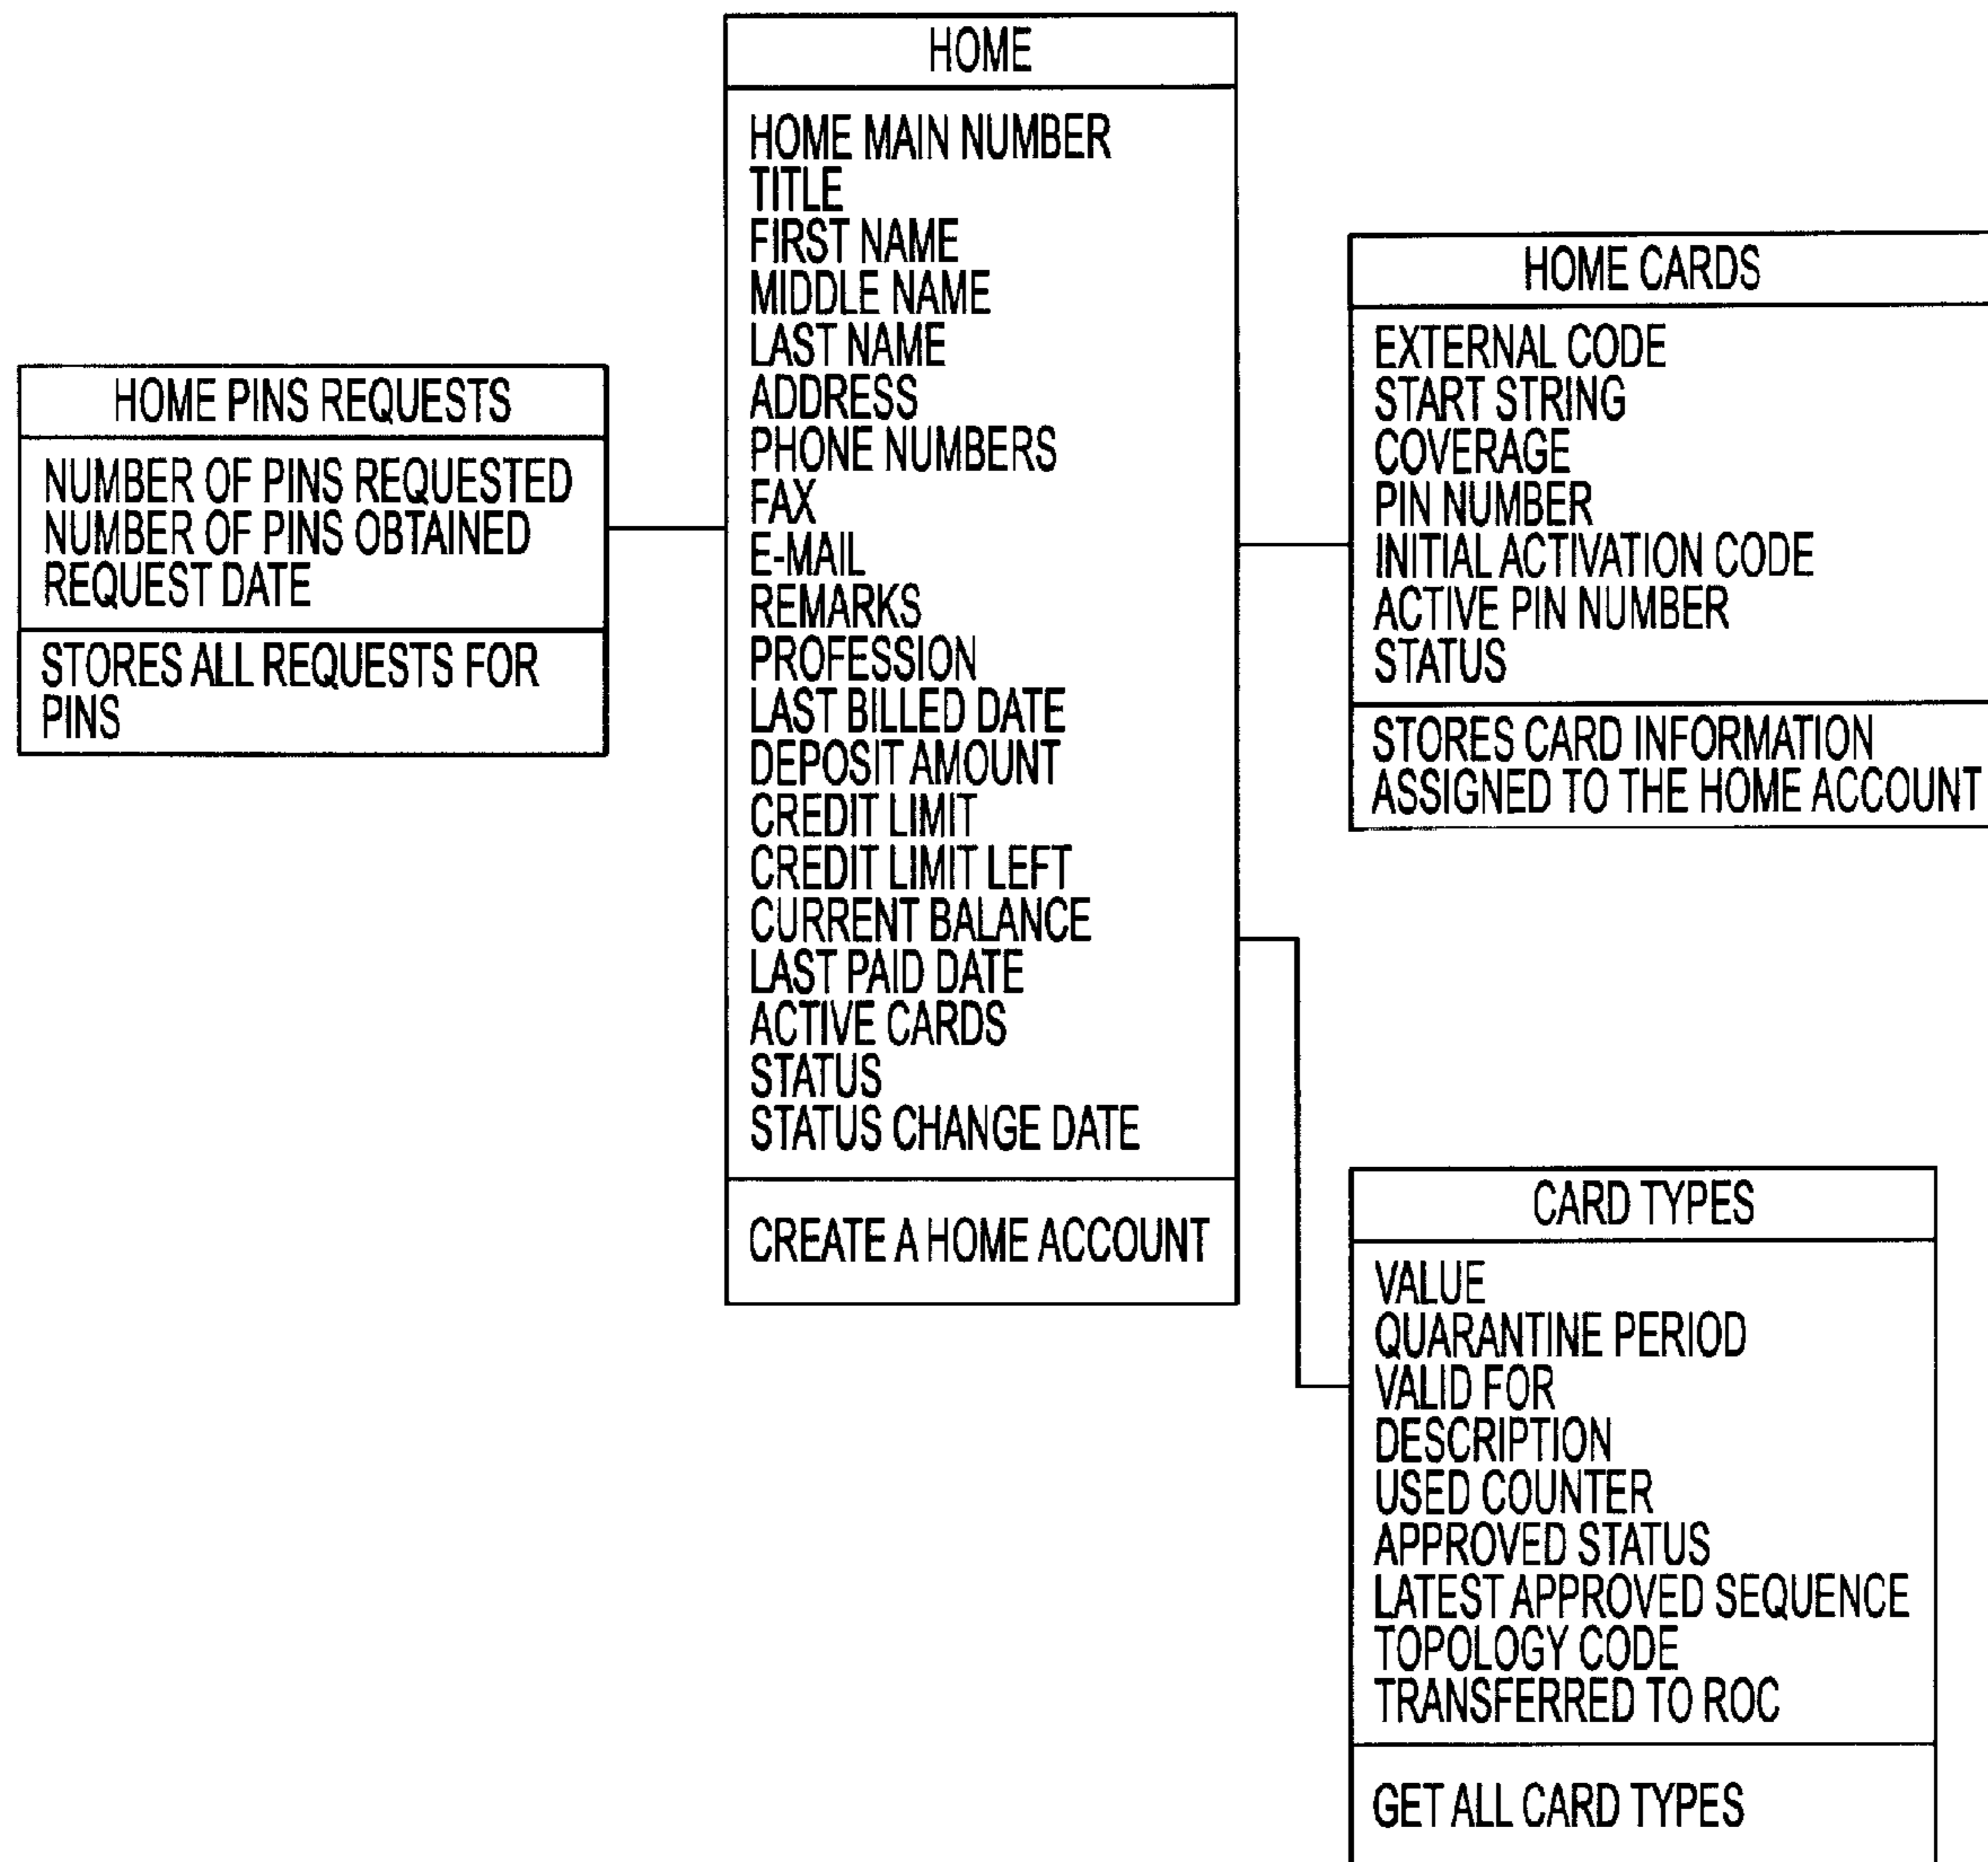 HOME
HOME MAIN NUMBER
TITLE
FIRST NAME
MIDDLE NAME
LAST NAME
ADDRESS
PHONE NUMBERS
FAX
E-MAIL
REMARKS
PROFESSION
LAST BILLED DATE
DEPOSIT AMOUNT
CREDIT LIMIT
CREDIT LIMIT LEFT
CURRENT BALANCE
LAST PAID DATE
ACTIVE CARDS
STATUS
STATUS CHANGE DATE
CREATE A HOME ACCOUNT
HOME PINS REQUESTS
NUMBER OF PINS REQUESTED
NUMBER OF PINS OBTAINED
REQUEST DATE
STORES ALL REQUESTS FOR
PINS
HOME CARDS
EXTERNAL CODE
START STRING
COVERAGE
PIN NUMBER
INITIAL ACTIVATION CODE
ACTIVE PIN NUMBER
STATUS
STORES CARD INFORMATION
ASSIGNED TO THE HOME ACCOUNT
CARD TYPES
VALUE
QUARANTINE PERIOD
VALID FOR
DESCRIPTION
USED COUNTER
APPROVED STATUS
LATEST APPROVED SEQUENCE
TOPOLOGY CODE
TRANSFERRED TO ROC
GET ALL CARD TYPES